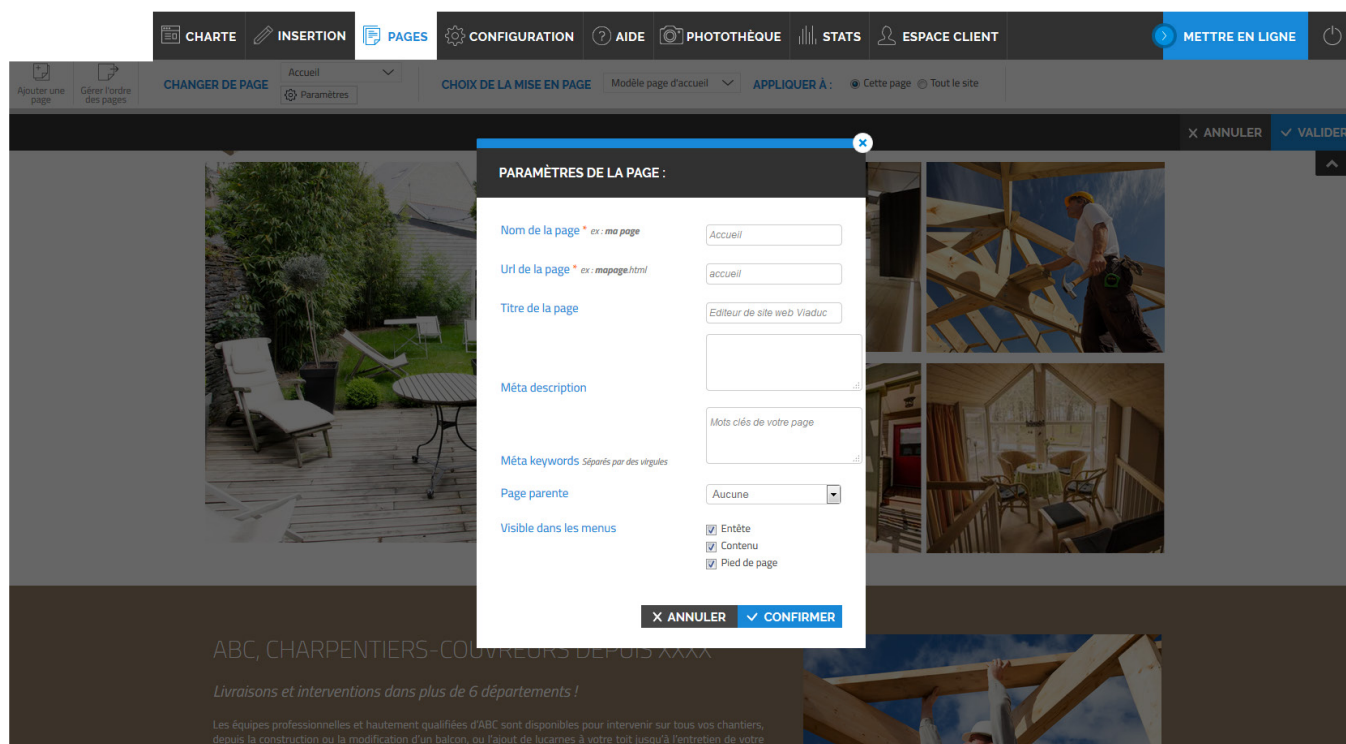 CHARTE INSERTION PAGES CONFIGURATION ? AIDE PHOTOTHÈQUE STATS ESPACE CLIENT METTRE EN LIGNE
Ajouter une page
Gérer l'ordre des pages
CHANGER DE PAGE
Accueil
Paramètres
CHOIX DE LA MISE EN PAGE Modèle page d'accueil APPLIQUER À : Cette page Tout le site
X ANNULER VALIDER
PARAMÈTRES DE LA PAGE :
Nom de la page * ex : ma page Accueil
Url de la page * ex : mapage.html accueil
Titre de la page Editeur de site web Viaduc
Méta description
Mots clés de votre page
Méta keywords Séparés par des virgules
Page parente Aucune
Visible dans les menus Entête
Contenu
Pied de page
X ANNULER CONFIRMER
ABC, CHARPENTIERS-COUVREURS DEPUIS XXXX
Livraisons et interventions dans plus de 6 départements !
Les équipes professionnelles et hautement qualifiées d'ABC sont disponibles pour intervenir sur tous vos chantiers,
depuis la construction ou la modification d'un balcon, ou l'ajout de lucarnes à votre toit jusqu'à l'entretien de votre